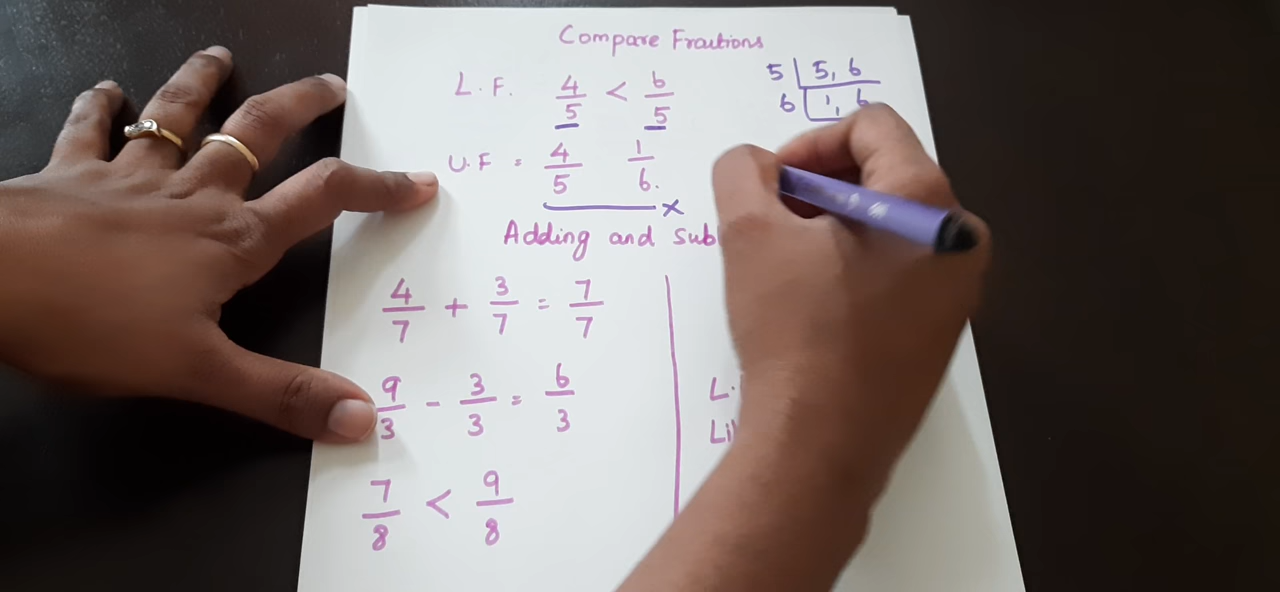 Compare Fractions
L.F. 4/5 < 6/5
5 | 5, 6
6 | 1, 6
U.F = 4/5 1/6.
×
Adding and
4/7 + 3/7 = 7/7
9/3 - 3/3 = 6/3
L.
7/8 < 9/8